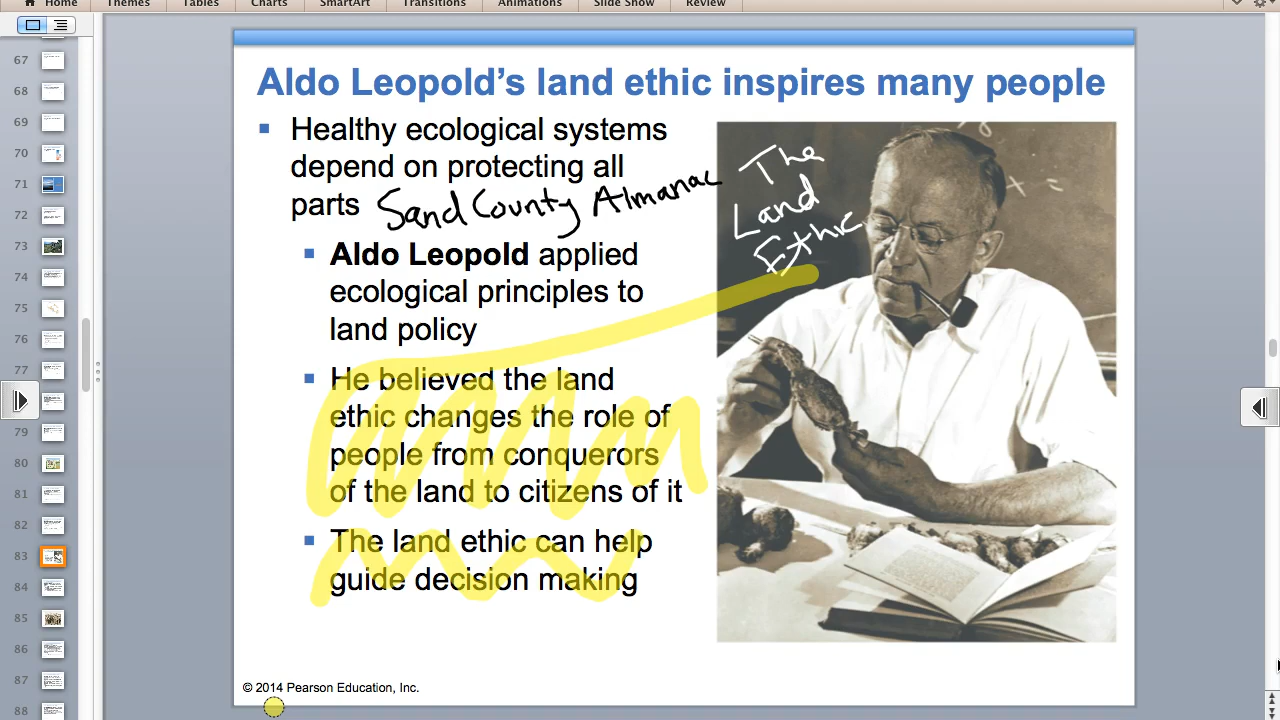 Home Themes Tables Charts SmartArt Transitions Animations Slide Show Review
67
68
69
70
71
72
73
74
75
76
77
79
80
81
82
83
84
85
86
87
88
Aldo Leopold's land ethic inspires many people
Healthy ecological systems
depend on protecting all
parts Sand County Almanac
The
Land
Ethic
x =
Aldo Leopold applied
ecological principles to
land policy
He believed the land
ethic changes the role of
people from conquerors
of the land to citizens of it
The land ethic can help
guide decision making
© 2014 Pearson Education, Inc.